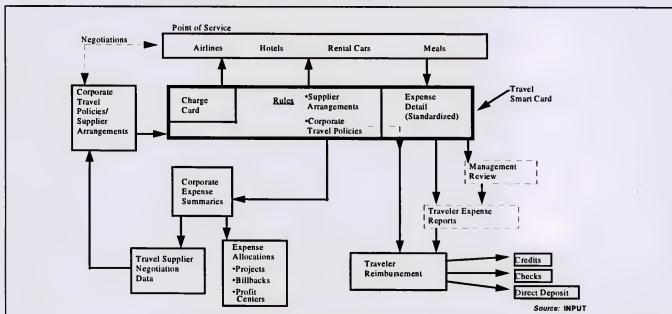 Point of Service
Negotiations
Airlines Hotels Rental Cars Meals
Corporate
Travel
Policies/
Supplier
Arrangements
Charge
Card
Rules
•Supplier
Arrangements
•Corporate
Travel Policies
Expense
Detail
(Standardized)
Travel
Smart Card
Management
Review
Corporate
Expense
Summaries
Traveler Expense
Reports
Travel Supplier
Negotiation
Data
Expense
Allocations
• Projects
• Billbacks
• Profit
Centers
Traveler
Reimbursement
Credits
Checks
Direct Deposit
Source: INPUT